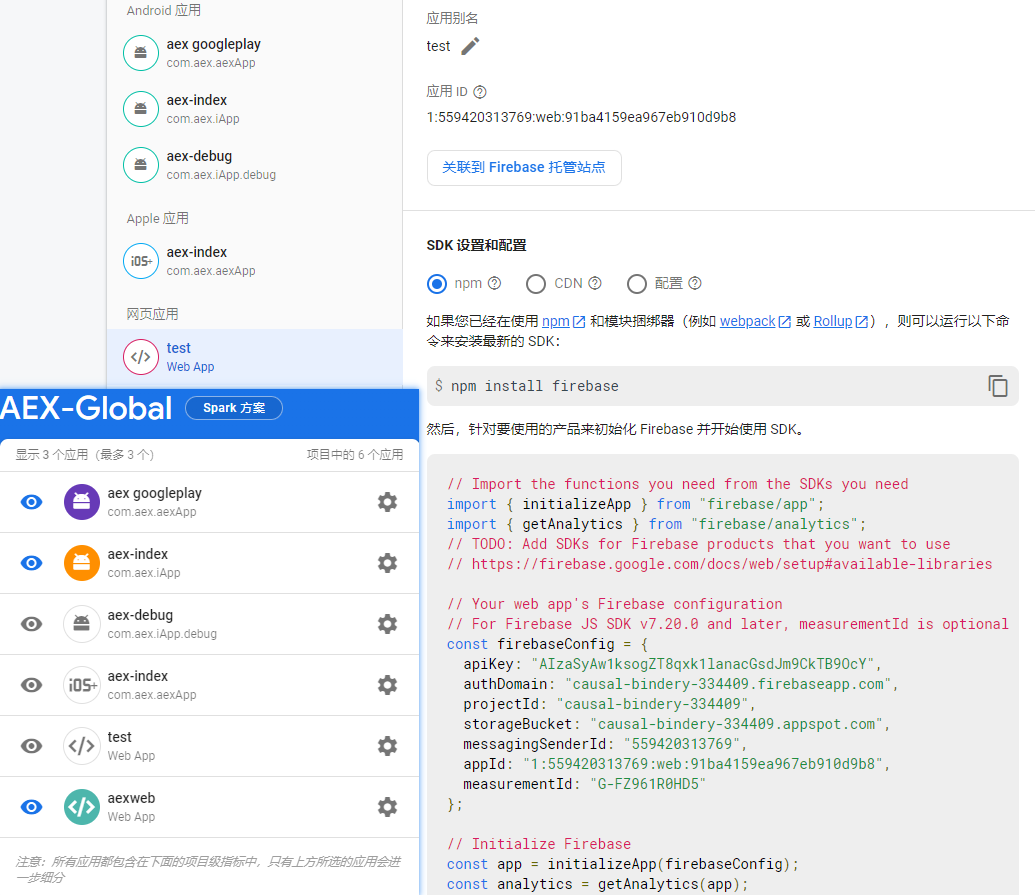 Android 应用
aex googleplay
com.aex.aexApp
aex-index
com.aex.iApp
aex-debug
com.aex.iApp.debug
Apple 应用
iOS+
aex-index
com.aex.aexApp
网页应用
</>
test
Web App
AEX-Global
Spark 方案
显示 3 个应用（最多 3 个）
项目中的 6 个应用
aex googleplay
com.aex.aexApp
aex-index
com.aex.iApp
aex-debug
com.aex.iApp.debug
iOS+
aex-index
com.aex.aexApp
</>
test
Web App
</>
aexweb
Web App
注意：所有应用都包含在下面的项目级指标中，只有上方所选的应用会进
一步细分
应用别名
test
应用 ID
1:559420313769:web:91ba4159ea967eb910d9b8
关联到 Firebase 托管站点
SDK 设置和配置
npm
CDN
配置
如果您已经在使用 npm 和模块捆绑器（例如 webpack 或 Rollup），则可以运行以下命
令来安装最新的 SDK：
$ npm install firebase
然后，针对要使用的产品来初始化 Firebase 并开始使用 SDK。
// Import the functions you need from the SDKs you need
import { initializeApp } from "firebase/app";
import { getAnalytics } from "firebase/analytics";
// TODO: Add SDKs for Firebase products that you want to use
// https://firebase.google.com/docs/web/setup#available-libraries
// Your web app's Firebase configuration
// For Firebase JS SDK v7.20.0 and later, measurementId is optional
const firebaseConfig = {
apiKey: "AIzaSyAw1ksogZT8qxk1lanacGsdJm9CkTB9OcY",
authDomain: "causal-bindery-334409.firebaseapp.com",
projectId: "causal-bindery-334409",
storageBucket: "causal-bindery-334409.appspot.com",
messagingSenderId: "559420313769",
appId: "1:559420313769:web:91ba4159ea967eb910d9b8",
measurementId: "G-FZ961R0HD5"
};
// Initialize Firebase
const app = initializeApp(firebaseConfig);
const analytics = getAnalytics(app);